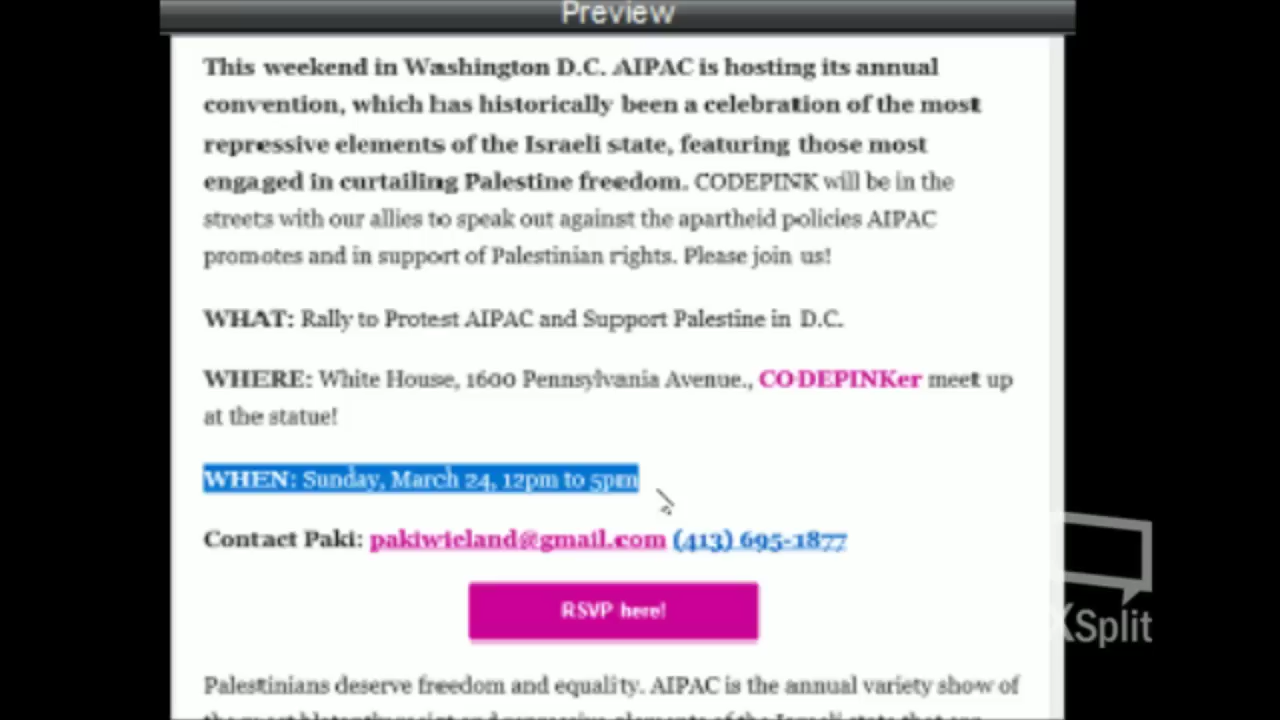 Preview
This weekend in Washington D.C. AIPAC is hosting its annual
convention, which has historically been a celebration of the most
repressive elements of the Israeli state, featuring those most
engaged in curtailing Palestine freedom. CODEPINK will be in the
streets with our allies to speak out against the apartheid policies AIPAC
promotes and in support of Palestinian rights. Please join us!
WHAT: Rally to Protest AIPAC and Support Palestine in D.C.
WHERE: White House, 1600 Pennsylvania Avenue., CODEPINKer meet up
at the statue!
WHEN: Sunday, March 24, 12pm to 5pm
Contact Paki: pakiwieland@gmail.com (413) 695-1877
RSVP here!
XSplit
Palestinians deserve freedom and equality. AIPAC is the annual variety show of